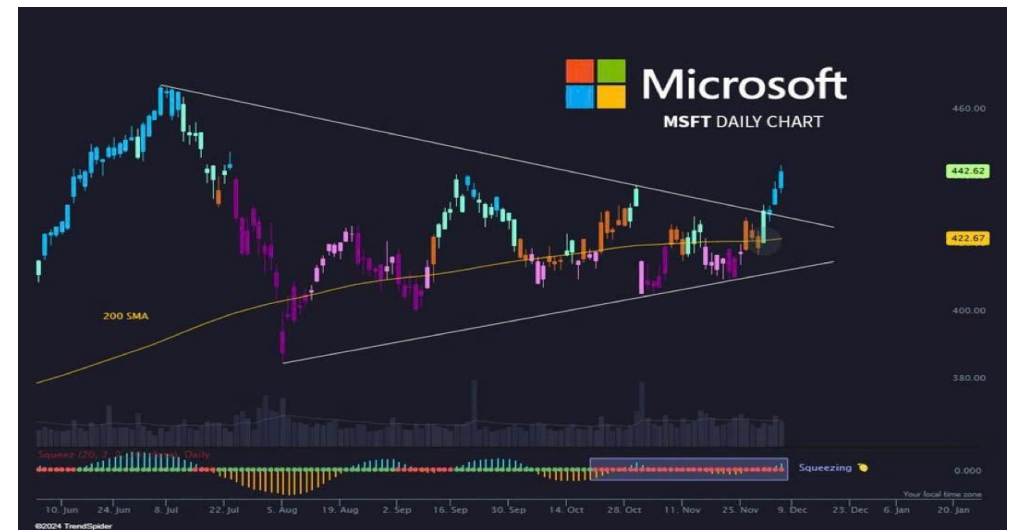 Microsoft
MSFT DAILY CHART
460.00
442.62
422.67
400.00
380.00
200 SMA
Daily
Squeezing
0.000
Your local time zone
10. Jun 24. Jun 8. Jul 22. Jul 5. Aug 19. Aug 2. Sep 16. Sep 30. Sep 14. Oct 28. Oct 11. Nov 25. Nov 9. Dec 23. Dec 6. Jan 20. Jan
©2024 TrendSpider